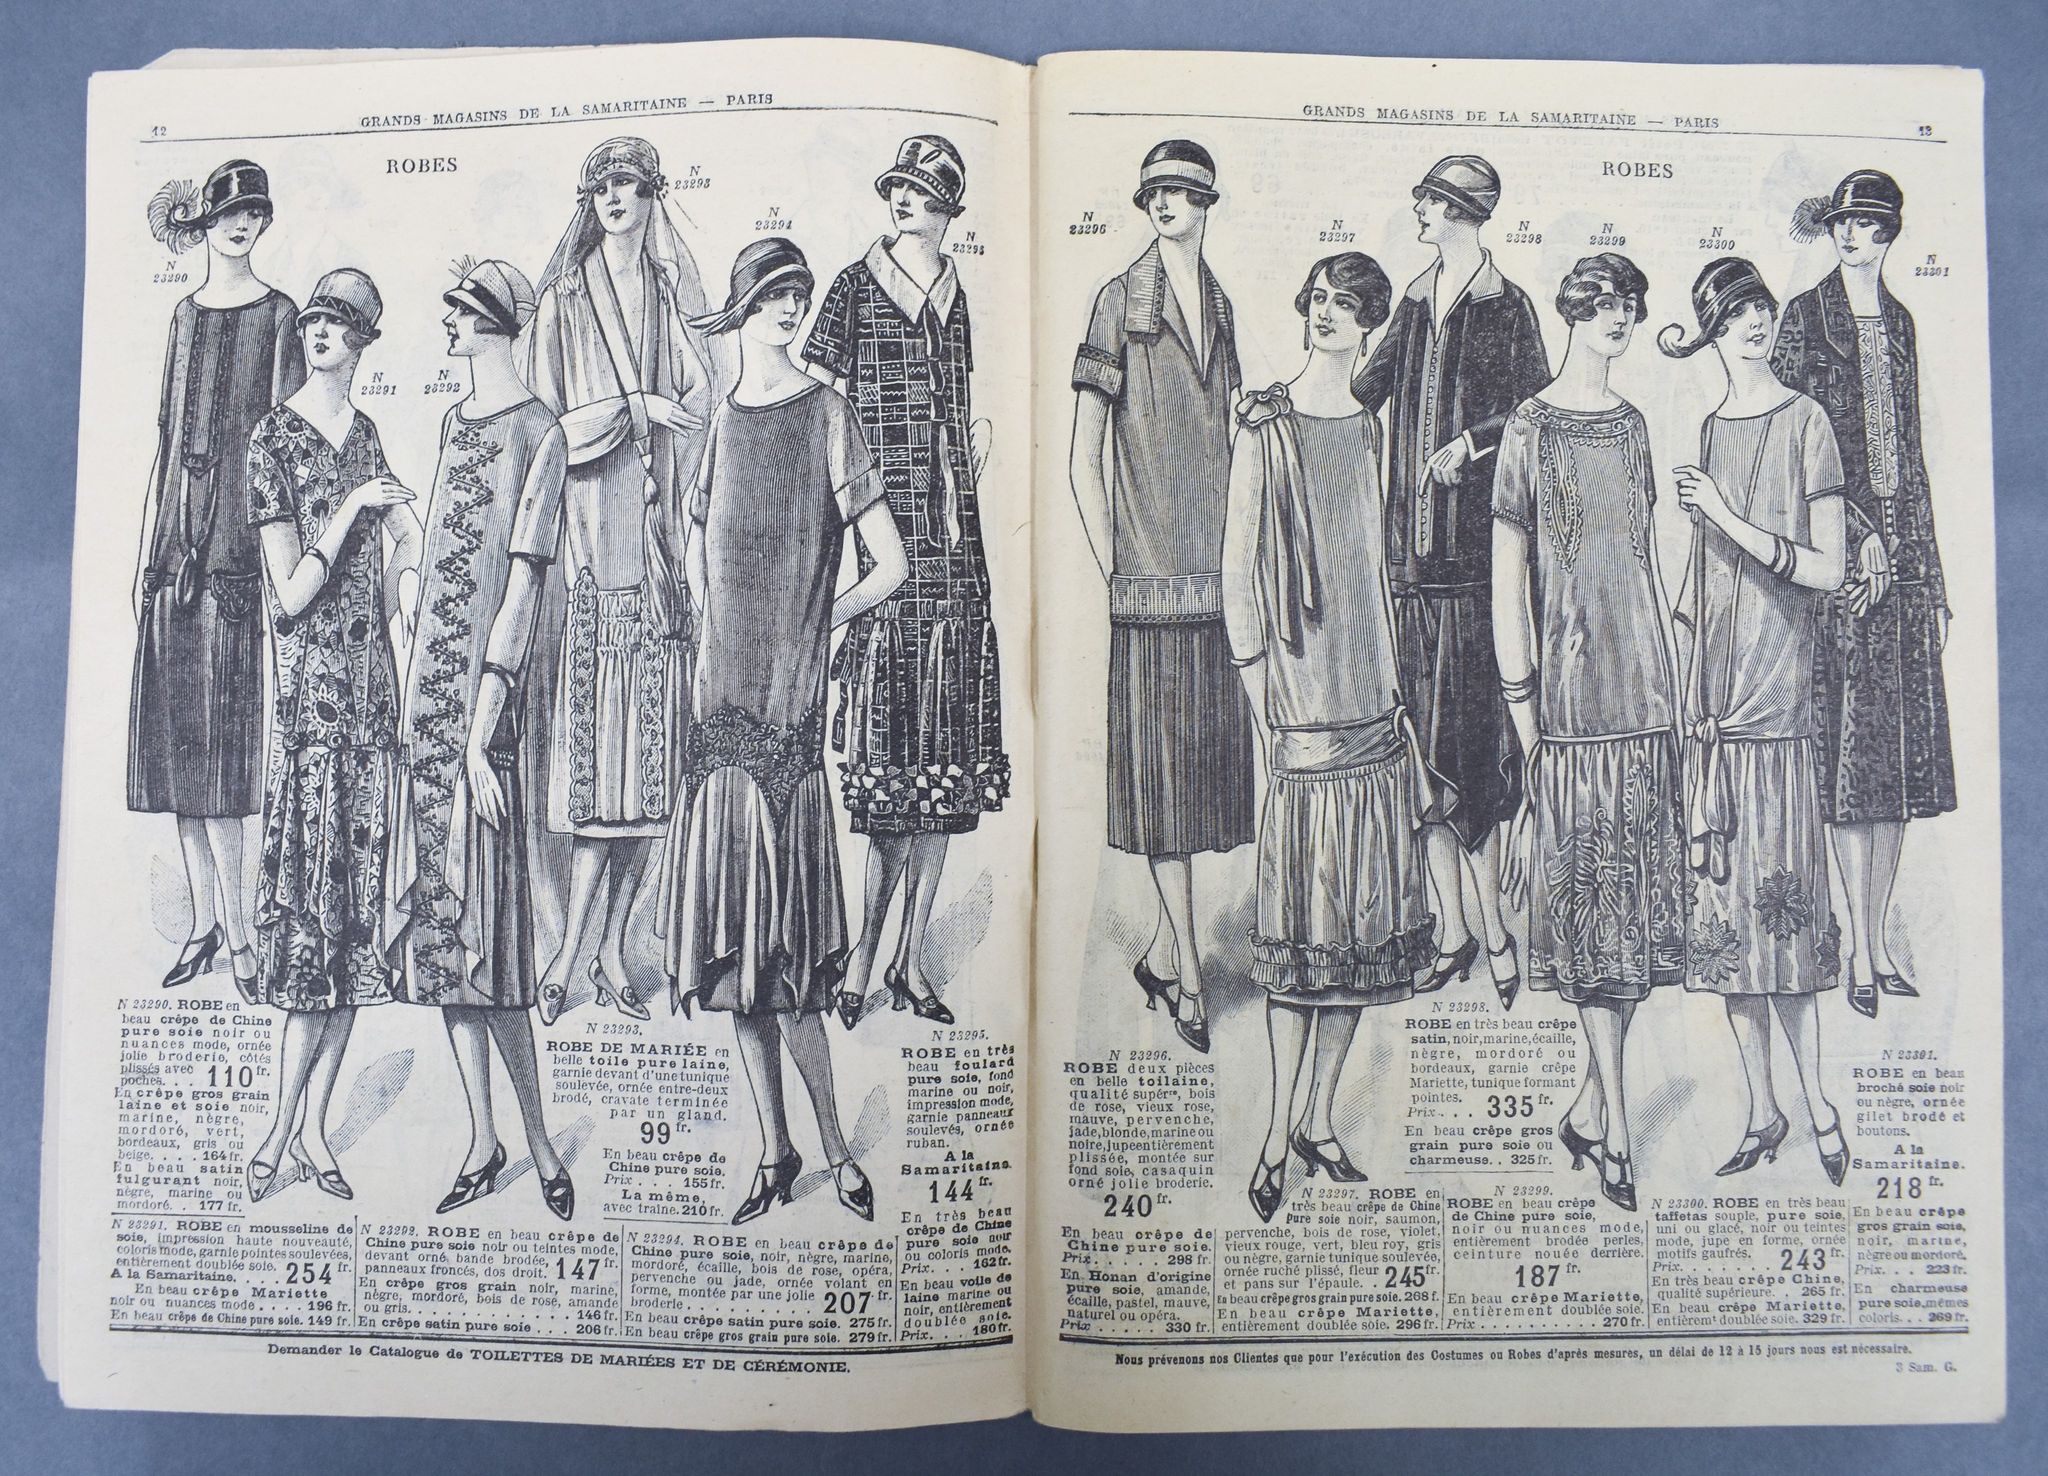 12
GRANDS MAGASINS DE LA SAMARITAINE — PARIS
ROBES
N
23290
N
23291
N
23292
N
23293
N
23294
N
23295
N 23290. ROBE en
beau crêpe de Chine
pure soie noir ou
nuances mode, ornée
jolie broderie, côtés
plissés avec
poches. . . 110 fr.
En crêpe gros grain
laine et soie noir,
marine, nègre,
mordoré, vert,
bordeaux, gris ou
beige. . . . 164 fr.
En beau satin
fulgurant noir,
nègre, marine ou
mordoré. . 177 fr.
N 23291. ROBE en mousseline de
soie, impression haute nouveauté,
coloris mode, garnie pointes soulevées,
entièrement doublée soie.
A la Samaritaine. . . . 254 fr.
En beau crêpe Mariette
noir ou nuances mode . . . . 196 fr.
En beau crêpe de Chine pure soie. 149 fr.
N 23292. ROBE en beau crêpe de
Chine pure soie noir ou teintes mode,
devant orné, bande brodée,
panneaux froncés, dos droit. 147 fr.
En crêpe gros grain noir, marine,
nègre, mordoré, bois de rose, amande
ou gris. . . . . . . . . . . . . 146 fr.
En crêpe satin pure soie . . . 206 fr.
N 23293.
ROBE DE MARIÉE en
belle toile pure laine,
garnie devant d'une tunique
soulevée, ornée entre-deux
brodé, cravate terminée
par un gland.
99 fr.
En beau crêpe de
Chine pure soie.
Prix . . . 155 fr.
La même,
avec traîne. 210 fr.
N 23294. ROBE en beau crêpe de
Chine pure soie, noir, nègre, marine,
mordoré, écaille, bois de rose, opéra,
pervenche ou jade, ornée volant en
forme, montée par une jolie
broderie . . . . . . . . . . 207 fr.
En beau crêpe satin pure soie. 275 fr.
En beau crêpe gros grain pure soie. 279 fr.
N 23295.
ROBE en très
beau foulard
pure soie, fond
marine ou noir,
impression mode,
garnie panneaux
soulevés, ornée
ruban.
A la
Samaritaine.
144 fr.
En très beau
crêpe de Chine
pure soie noir
ou coloris mode.
Prix. . . . 162 fr.
En beau voile de
laine marine ou
noir, entièrement
doublée soie.
Prix. . . . 180 fr.
Demander le Catalogue de TOILETTES DE MARIÉES ET DE CÉRÉMONIE.
GRANDS MAGASINS DE LA SAMARITAINE — PARIS
13
ROBES
N
23296
N
23297
N
23298
N
23299
N
23300
N
23301
N 23296.
ROBE deux pièces
en belle toilaine,
qualité supérre, bois
de rose, vieux rose,
mauve, pervenche,
jade, blonde, marine ou
noire, jupe entièrement
plissée, montée sur
fond soie, casaquin
orné jolie broderie.
240 fr.
En beau crêpe de
Chine pure soie.
Prix . . . . . 298 fr.
En Honan d'origine
pure soie, amande,
écaille, pastel, mauve,
naturel ou opéra.
Prix . . . . . 330 fr.
N 23297. ROBE en
très beau crêpe de Chine
pure soie noir, saumon,
pervenche, bois de rose, violet,
vieux rouge, vert, bleu roy, gris
ou nègre, garnie tunique soulevée,
ornée ruché plissé, fleur
et pans sur l'épaule. . 245 fr.
En beau crêpe gros grain pure soie. 268 f.
En beau crêpe Mariette,
entièrement doublée soie. 296 fr.
N 23298.
ROBE en très beau crêpe
satin, noir, marine, écaille,
nègre, mordoré ou
bordeaux, garnie crêpe
Mariette, tunique formant
pointes.
Prix. . . . 335 fr.
En beau crêpe gros
grain pure soie ou
charmeuse. . 325 fr.
N 23299.
ROBE en beau crêpe
de Chine pure soie,
noir ou nuances mode,
entièrement brodée perles,
ceinture nouée derrière.
187 fr.
En beau crêpe Mariette,
entièrement doublée soie.
Prix . . . . . . . . . 270 fr.
N 23300. ROBE en très beau
taffetas souple, pure soie,
uni ou glacé, noir ou teintes
mode, jupe en forme, ornée
motifs gaufrés. 243 fr.
En très beau crêpe Chine,
qualité supérieure. . 265 fr.
En beau crêpe Mariette,
entièremt doublée soie. 329 fr.
N 23301.
ROBE en beau
broché soie noir
ou nègre, ornée
gilet brodé et
boutons.
A la
Samaritaine.
218 fr.
En beau crêpe
gros grain soie,
noir, marine,
nègre ou mordoré.
Prix. . . . 223 fr.
En charmeuse
pure soie, mêmes
coloris. . . 269 fr.
Nous prévenons nos Clientes que pour l'exécution des Costumes ou Robes d'après mesures, un délai de 12 à 15 jours nous est nécessaire.
3 Sam. G.